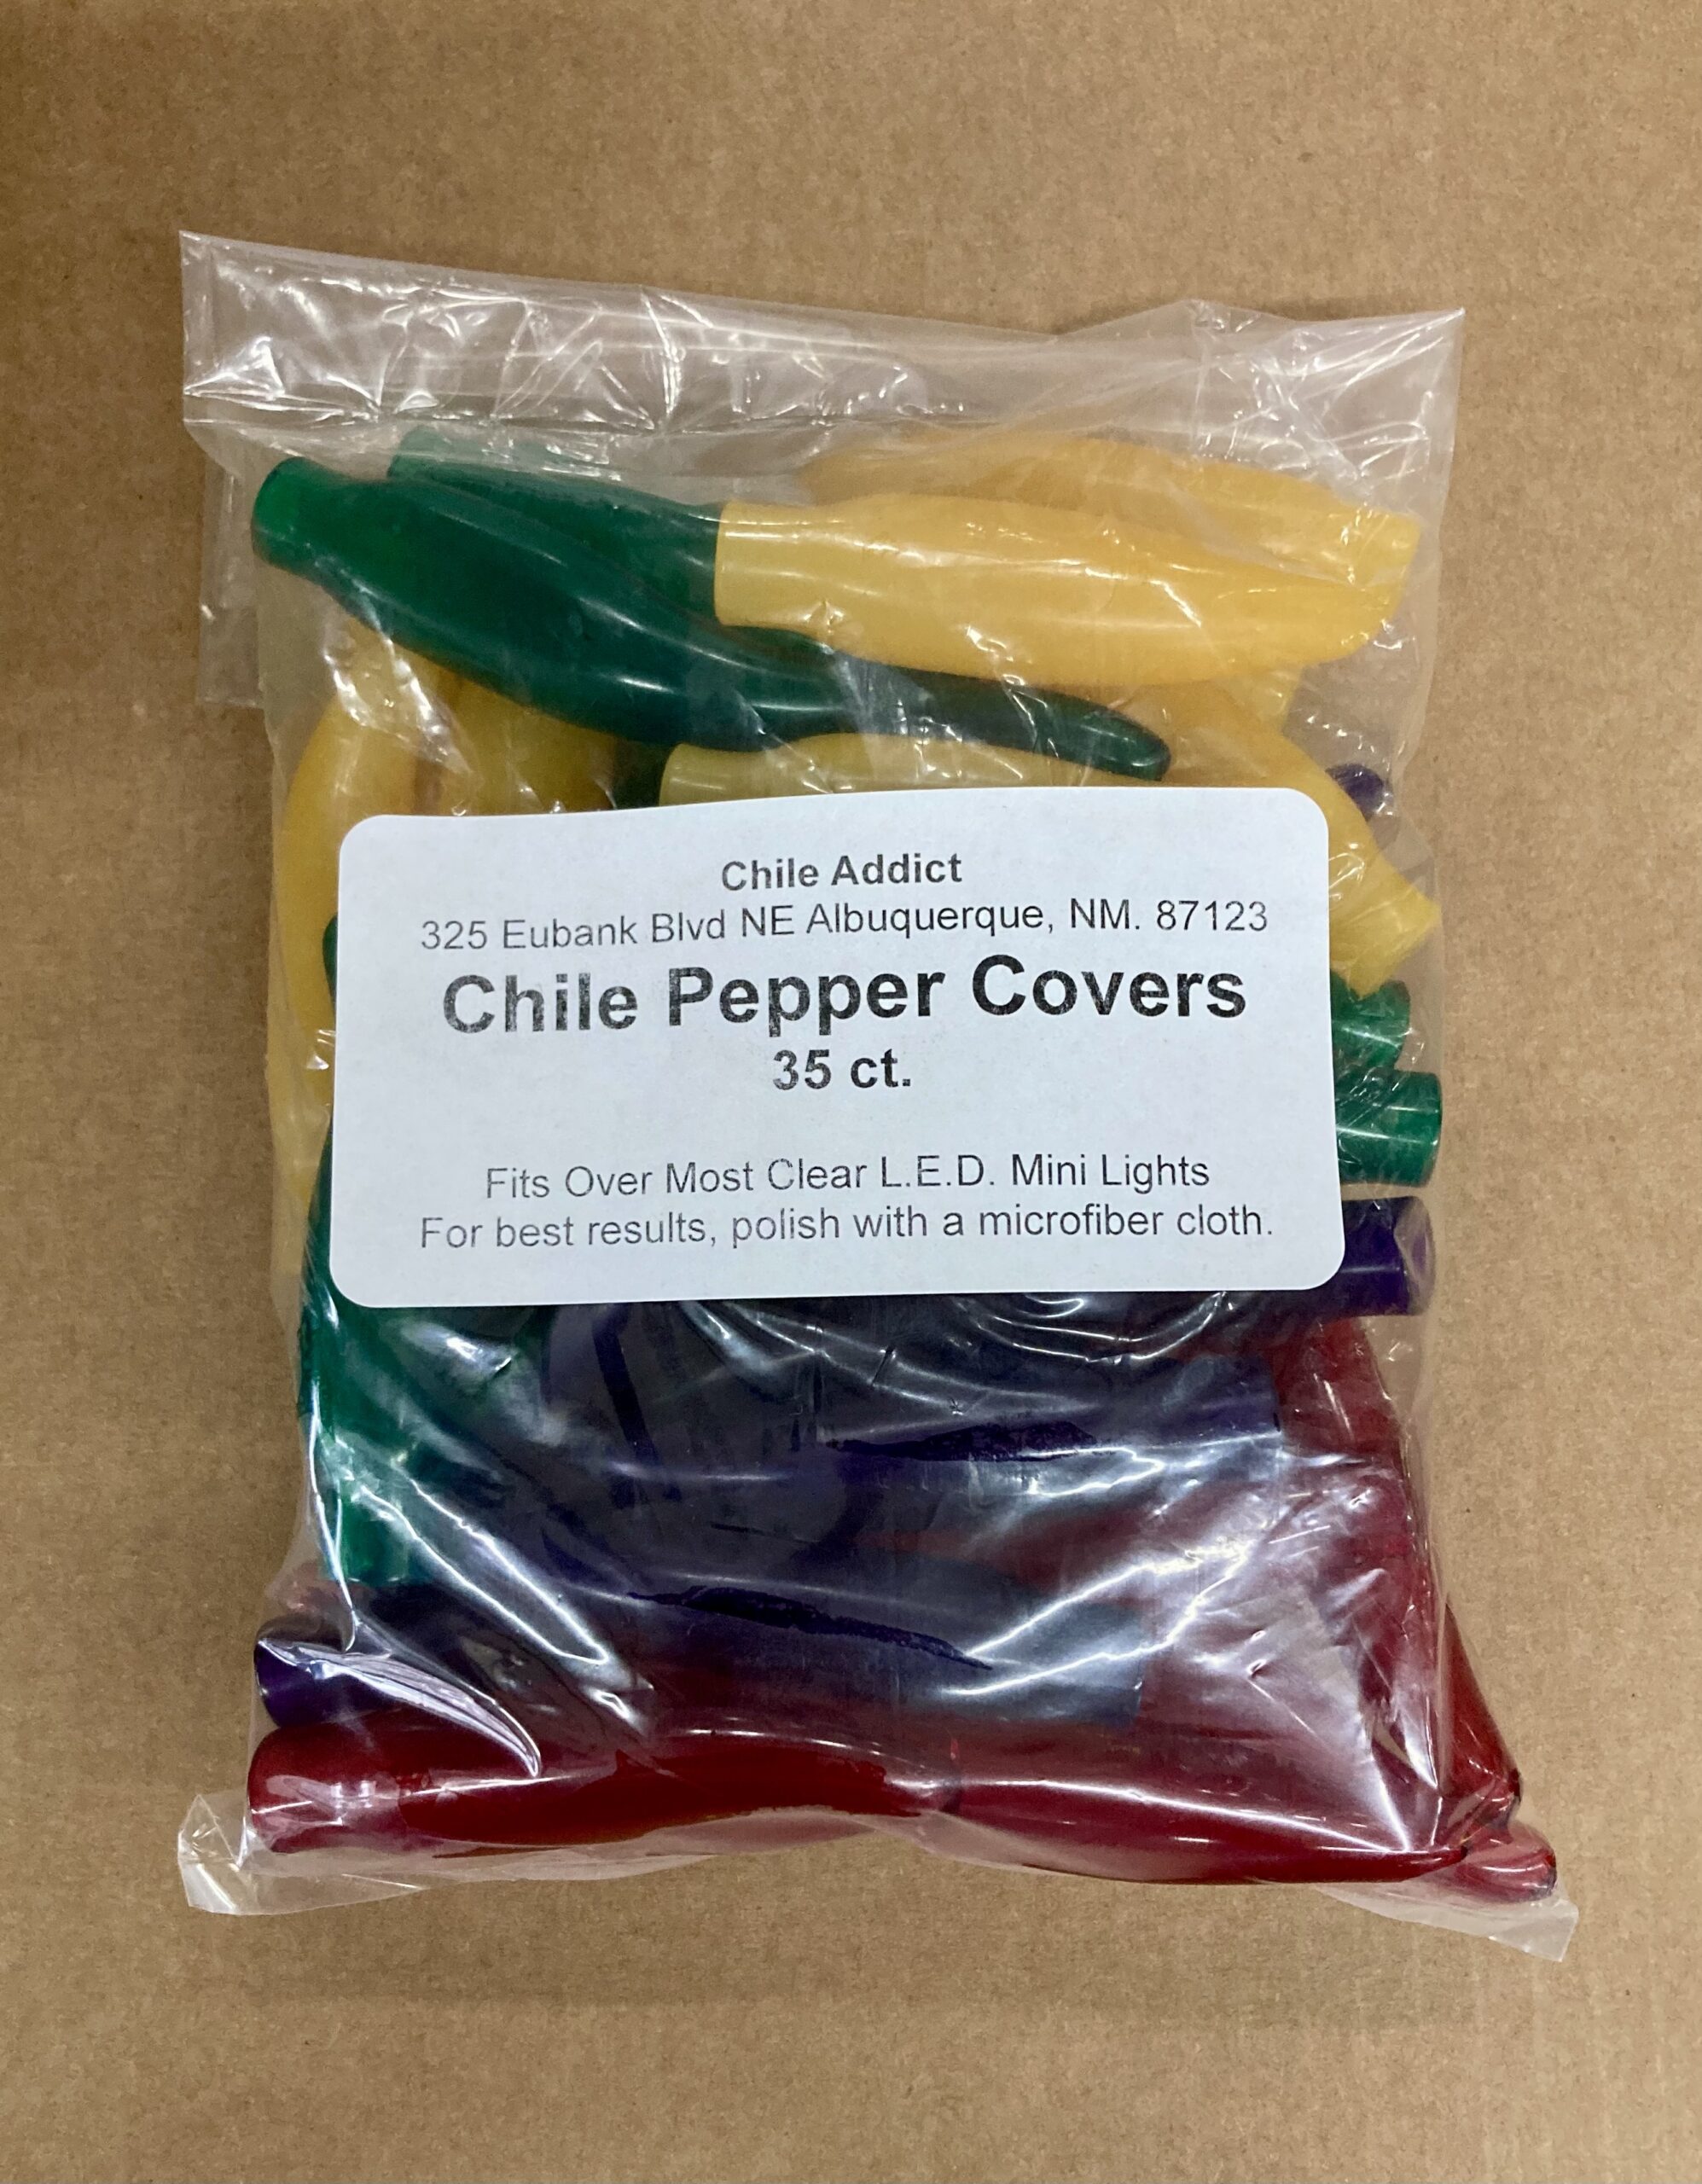 Chile Addict
325 Eubank Blvd NE Albuquerque, NM. 87123
Chile Pepper Covers
35 ct.
Fits Over Most Clear L.E.D. Mini Lights
For best results, polish with a microfiber cloth.